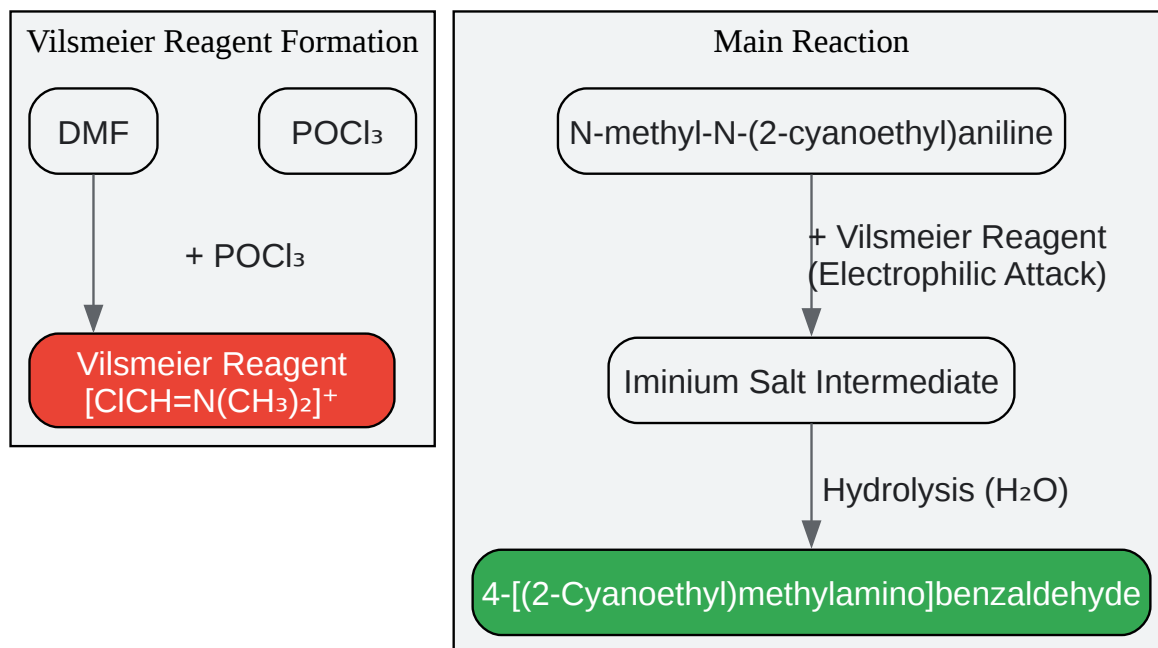 Vilsmeier Reagent Formation
DMF
POCl₃
+ POCl₃
Vilsmeier Reagent
[ClCH=N(CH₃)₂]⁺
Main Reaction
N-methyl-N-(2-cyanoethyl)aniline
+ Vilsmeier Reagent
(Electrophilic Attack)
Iminium Salt Intermediate
Hydrolysis (H₂O)
4-[(2-Cyanoethyl)methylamino]benzaldehyde